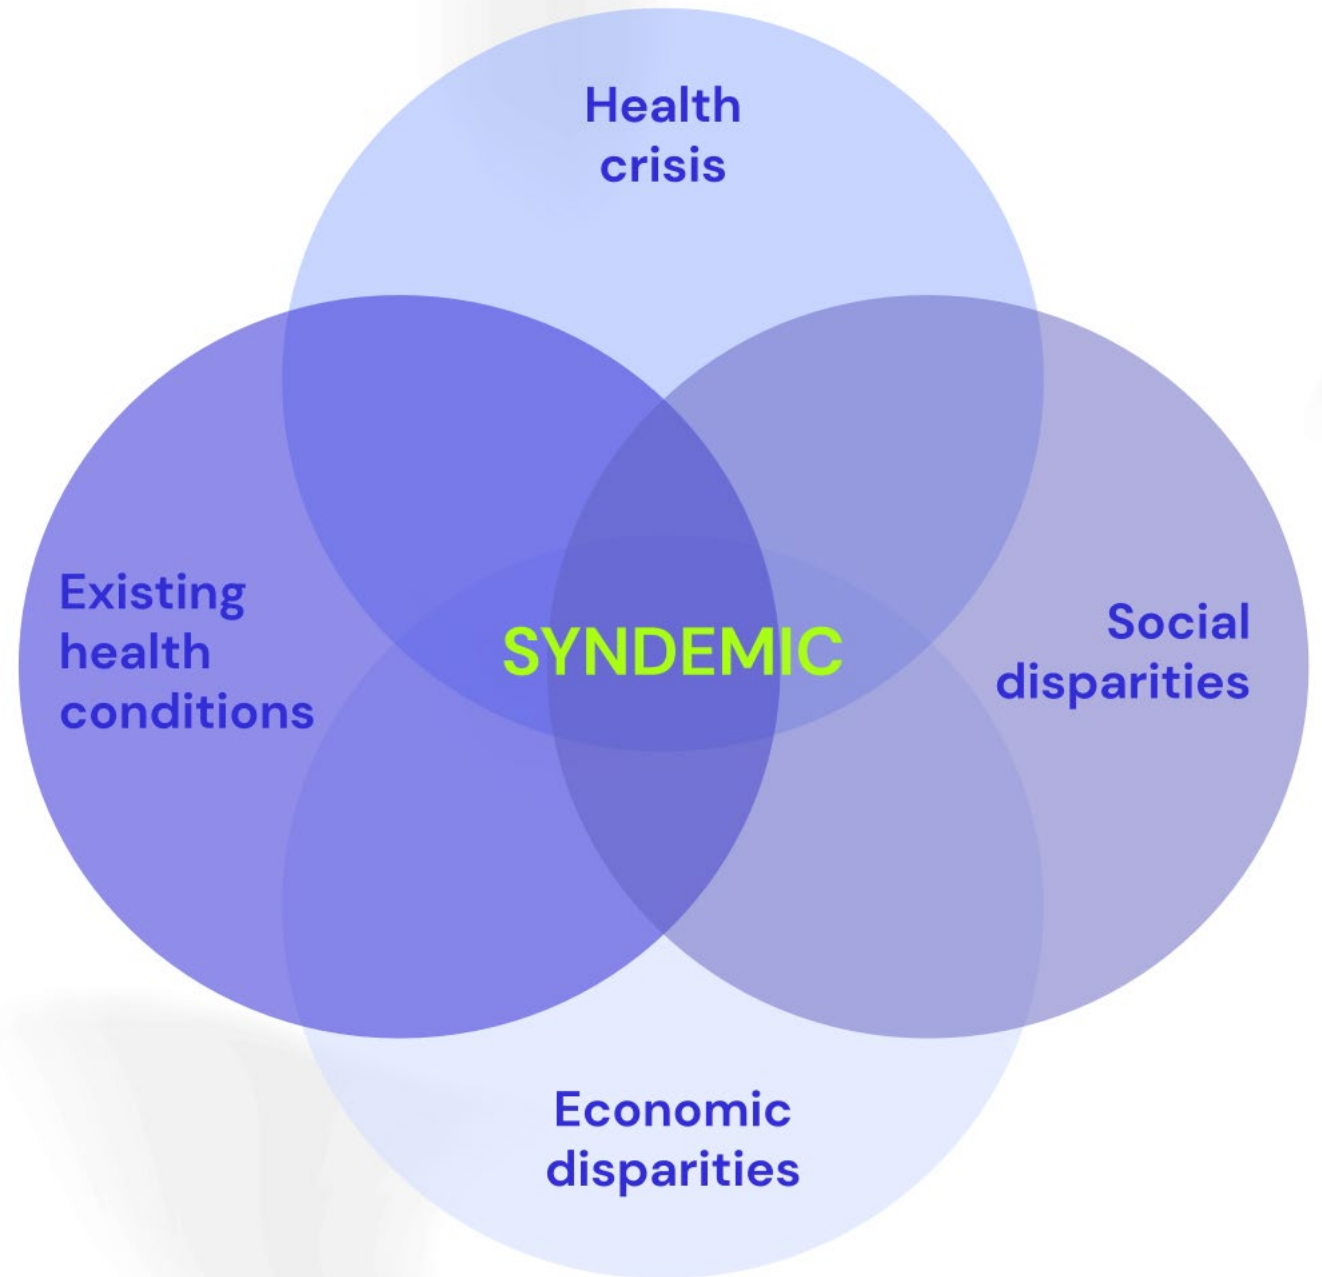 Health
crisis
Existing
health
conditions
SYNDEMIC
Social
disparities
Economic
disparities